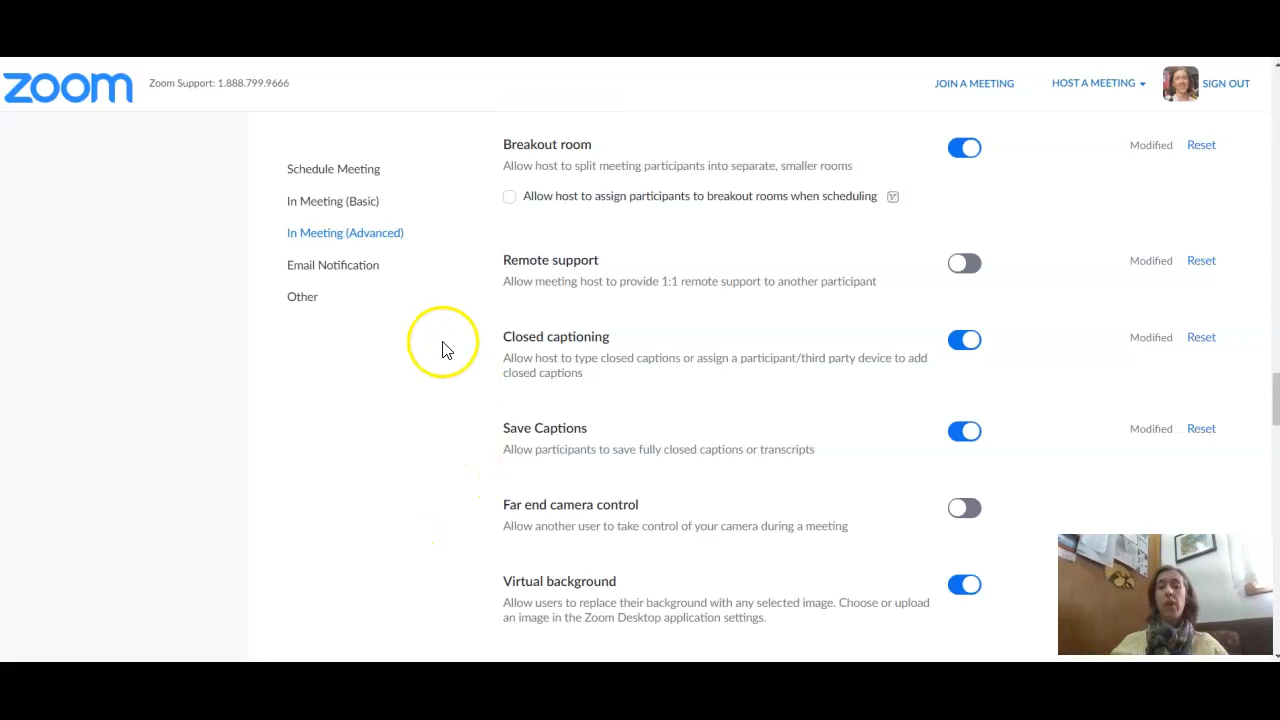 zoom
Zoom Support: 1.888.799.9666
JOIN A MEETING
HOST A MEETING
SIGN OUT
Schedule Meeting
In Meeting (Basic)
In Meeting (Advanced)
Email Notification
Other
Breakout room
Modified Reset
Allow host to split meeting participants into separate, smaller rooms
Allow host to assign participants to breakout rooms when scheduling
Remote support
Modified Reset
Allow meeting host to provide 1:1 remote support to another participant
Closed captioning
Modified Reset
Allow host to type closed captions or assign a participant/third party device to add
closed captions
Save Captions
Modified Reset
Allow participants to save fully closed captions or transcripts
Far end camera control
Allow another user to take control of your camera during a meeting
Virtual background
Allow users to replace their background with any selected image. Choose or upload
an image in the Zoom Desktop application settings.